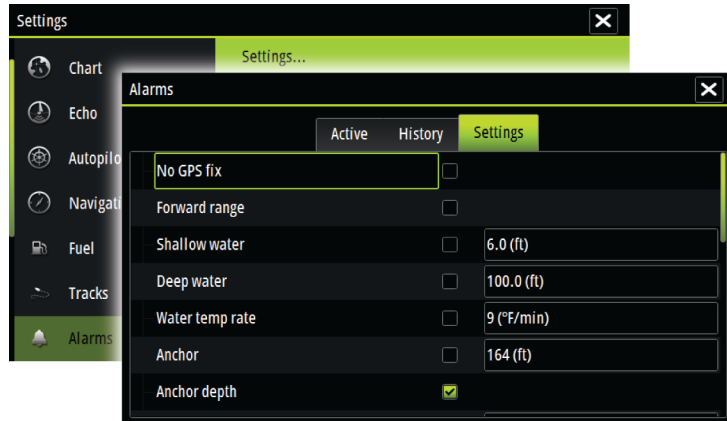 Settings
Settings...
Chart
Echo
Autopilo
Navigati
Fuel
Tracks
Alarms
Alarms
Active History Settings
No GPS fix
Forward range
Shallow water 6.0 (ft)
Deep water 100.0 (ft)
Water temp rate 9 (°F/min)
Anchor 164 (ft)
Anchor depth